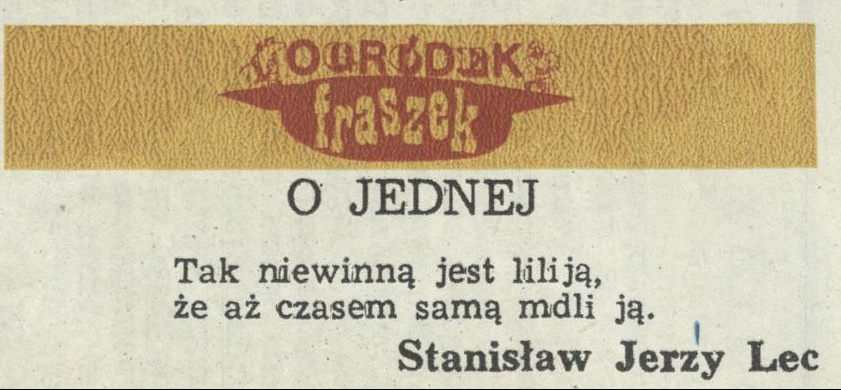 OGRÓDEK
fraszek
O JEDNEJ
Tak niewinną jest liliją,
że aż czasem samą mdli ją.
Stanisław Jerzy Lec